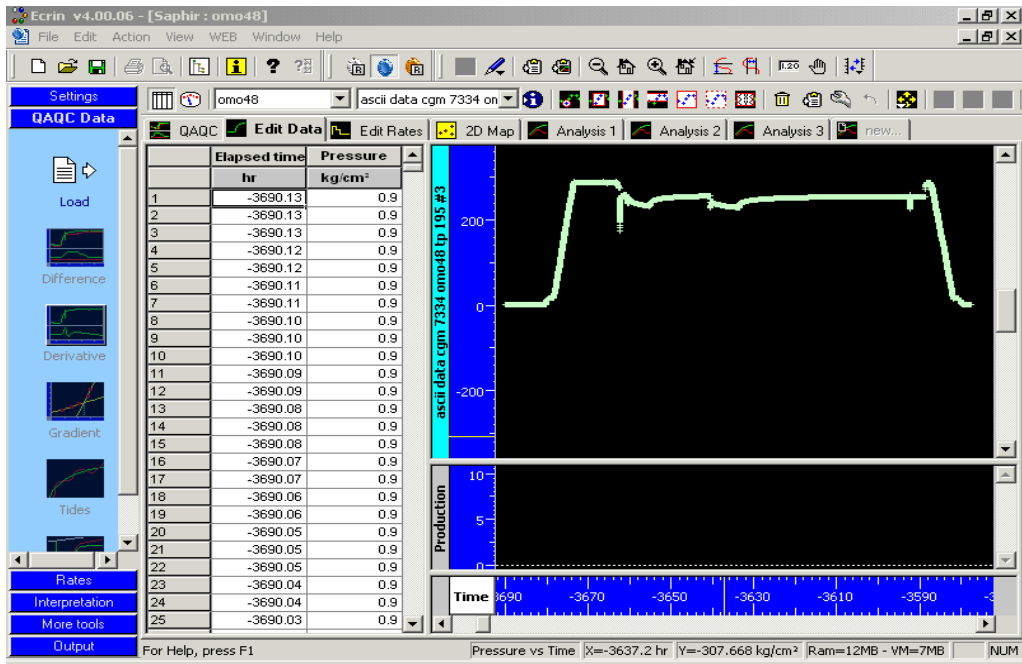 Ecrin v4.00.06 - [Saphir : omo48]
File Edit Action View WEB Window Help
Settings
QAQC Data
Load
Difference
Derivative
Gradient
Tides
Rates
Interpretation
More tools
Output
omo48
ascii data cgm 7334 on
QAQC Edit Data Edit Rates 2D Map Analysis 1 Analysis 2 Analysis 3 new...
Elapsed time Pressure
hr kg/cm²
1 -3690.13 0.9
2 -3690.13 0.9
3 -3690.13 0.9
4 -3690.12 0.9
5 -3690.12 0.9
6 -3690.11 0.9
7 -3690.11 0.9
8 -3690.10 0.9
9 -3690.10 0.9
10 -3690.10 0.9
11 -3690.09 0.9
12 -3690.09 0.9
13 -3690.08 0.9
14 -3690.08 0.9
15 -3690.08 0.9
16 -3690.07 0.9
17 -3690.07 0.9
18 -3690.06 0.9
19 -3690.06 0.9
20 -3690.05 0.9
21 -3690.05 0.9
22 -3690.05 0.9
23 -3690.04 0.9
24 -3690.04 0.9
25 -3690.03 0.9
ascii data cgm 7334 omo48 tp 195 #3
200
0
-200
Production
10
5
0
Time 3690 -3670 -3650 -3630 -3610 -3590
For Help, press F1
Pressure vs Time X=-3637.2 hr Y=-307.668 kg/cm² Ram=12MB - VM=7MB NUM